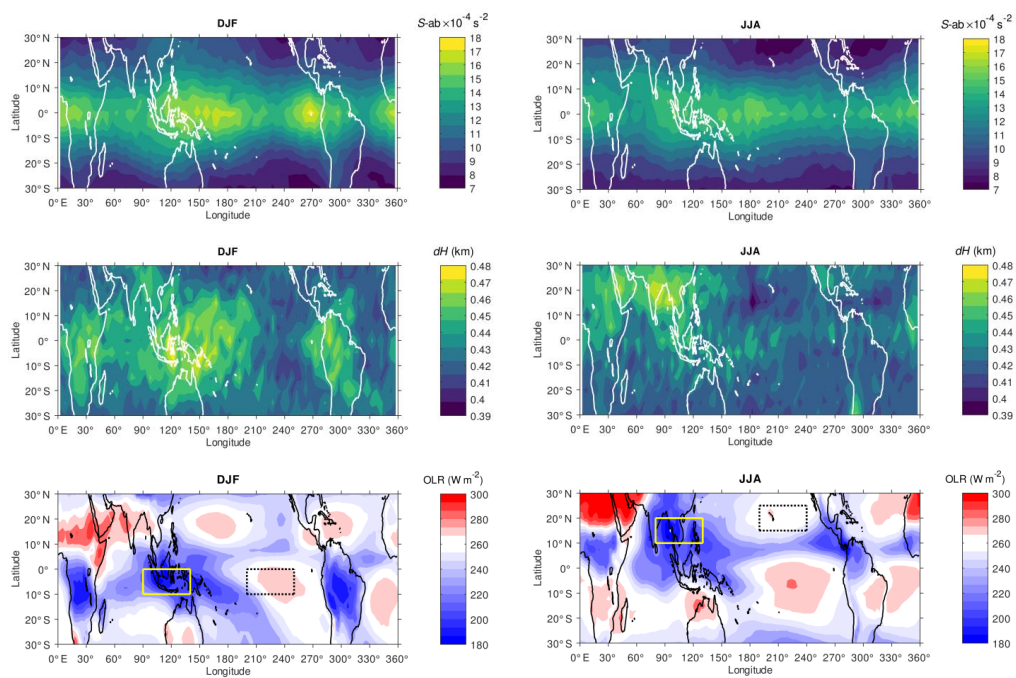 DJF
S-ab×10⁻⁴ s⁻²
30° N
20° N
10° N
0°
10° S
20° S
30° S
Latitude
0° E 30° 60° 90° 120° 150° 180° 210° 240° 270° 300° 330° 360°
Longitude
18
17
16
15
14
13
12
11
10
9
8
7
JJA
S-ab×10⁻⁴ s⁻²
30° N
20° N
10° N
0°
10° S
20° S
30° S
Latitude
0° E 30° 60° 90° 120° 150° 180° 210° 240° 270° 300° 330° 360°
Longitude
18
17
16
15
14
13
12
11
10
9
8
7
DJF
dH (km)
30° N
20° N
10° N
0°
10° S
20° S
30° S
Latitude
0° E 30° 60° 90° 120° 150° 180° 210° 240° 270° 300° 330° 360°
Longitude
0.48
0.47
0.46
0.45
0.44
0.43
0.42
0.41
0.4
0.39
JJA
dH (km)
30° N
20° N
10° N
0°
10° S
20° S
30° S
Latitude
0° E 30° 60° 90° 120° 150° 180° 210° 240° 270° 300° 330° 360°
Longitude
0.48
0.47
0.46
0.45
0.44
0.43
0.42
0.41
0.4
0.39
DJF
OLR (W m⁻²)
30° N
20° N
10° N
0°
10° S
20° S
30° S
Latitude
0° E 30° 60° 90° 120° 150° 180° 210° 240° 270° 300° 330° 360°
Longitude
300
280
260
240
220
200
180
JJA
OLR (W m⁻²)
30° N
20° N
10° N
0°
10° S
20° S
30° S
Latitude
0° E 30° 60° 90° 120° 150° 180° 210° 240° 270° 300° 330° 360°
Longitude
300
280
260
240
220
200
180